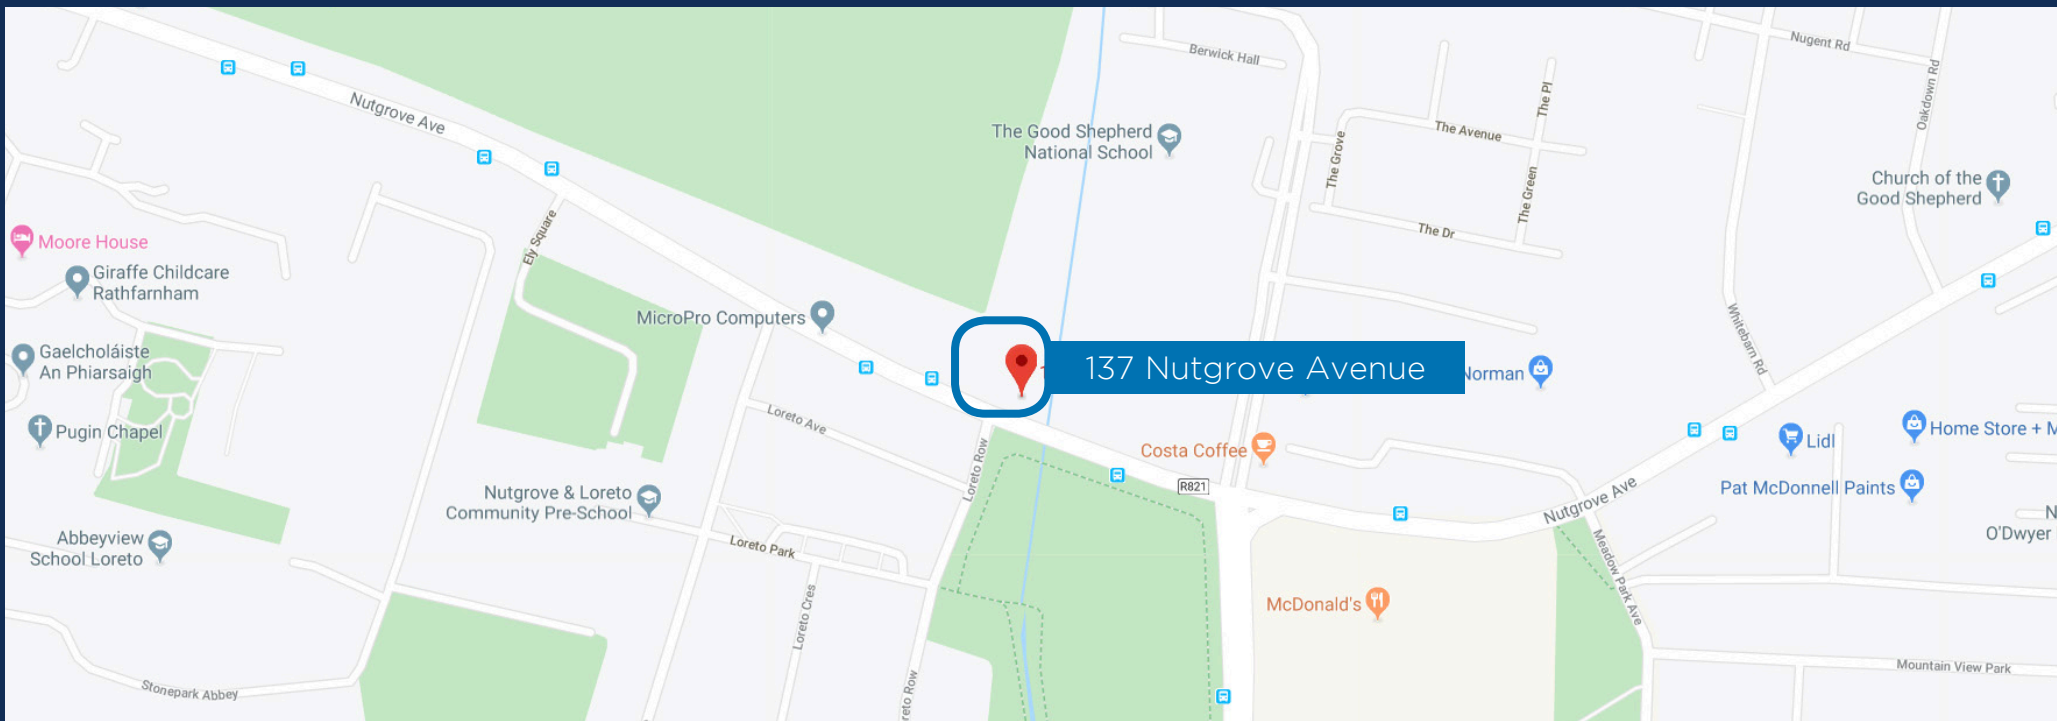 Nugent Rd
Berwick Hall
Oakdown Rd
The Pl
Nutgrove Ave
The Good Shepherd
National School
The Avenue
The Grove
The Green
Church of the
Good Shepherd
The Dr
Ely Square
Moore House
Giraffe Childcare
Rathfarnham
MicroPro Computers
Whitebarn Rd
Gaelcholáiste
An Phiarsaigh
137 Nutgrove Avenue
Norman
Loreto Ave
Pugin Chapel
Costa Coffee
Lidl
Home Store + M
Loreto Row
R821
Nutgrove Ave
Pat McDonnell Paints
Nutgrove & Loreto
Community Pre-School
N
O'Dwyer
Abbeyview
School Loreto
Loreto Park
Meadow Park Ave
Loreto Cres
McDonald's
Mountain View Park
Stonepark Abbey
reto Row